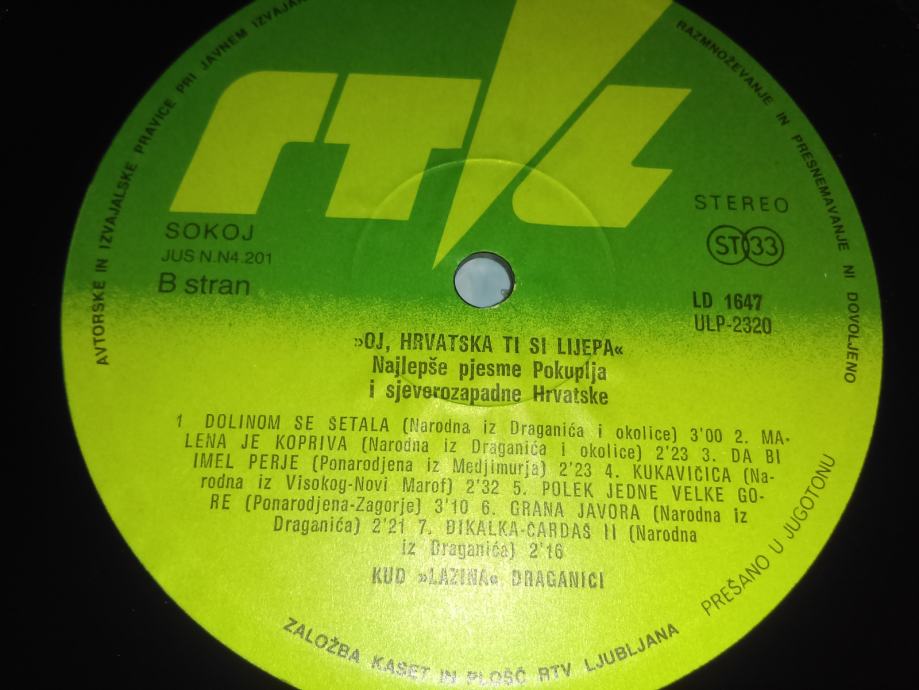 AVTORSKE IN IZVAJALSKE PRAVICE PRI JAVNEM
RAZMNOŽEVANJE IN PRESNEMAVANJE NI DOVOLJENO
rtl
SOKOJ
JUS N.N4.201
B stran
STEREO
ST 33
LD 1647
ULP-2320
»OJ, HRVATSKA TI SI LIJEPA«
Najlepše pjesme Pokuplja
i sjeverozapadne Hrvatske
1 DOLINOM SE ŠETALA (Narodna iz Draganića i okolice) 3'00 2. MA-
LENA JE KOPRIVA (Narodna iz Draganića i okolice) 2'23 3. DA BI
IMEL PERJE (Ponarodjena iz Medjimurja) 2'23 4. KUKAVIČICA (Na-
rodna iz Visokog-Novi Marof) 2'32 5. POLEK JEDNE VELKE GO-
RE (Ponarodjena-Zagorje) 3'10 6. GRANA JAVORA (Narodna iz
Draganića) 2'21 7. ĐIKALKA-ČARDAŠ II (Narodna
iz Draganića) 2'16
KUD »LAZINA« DRAGANICI
PREŠANO U JUGOTONU
ZALOŽBA KASET IN PLOŠČ RTV LJUBLJANA